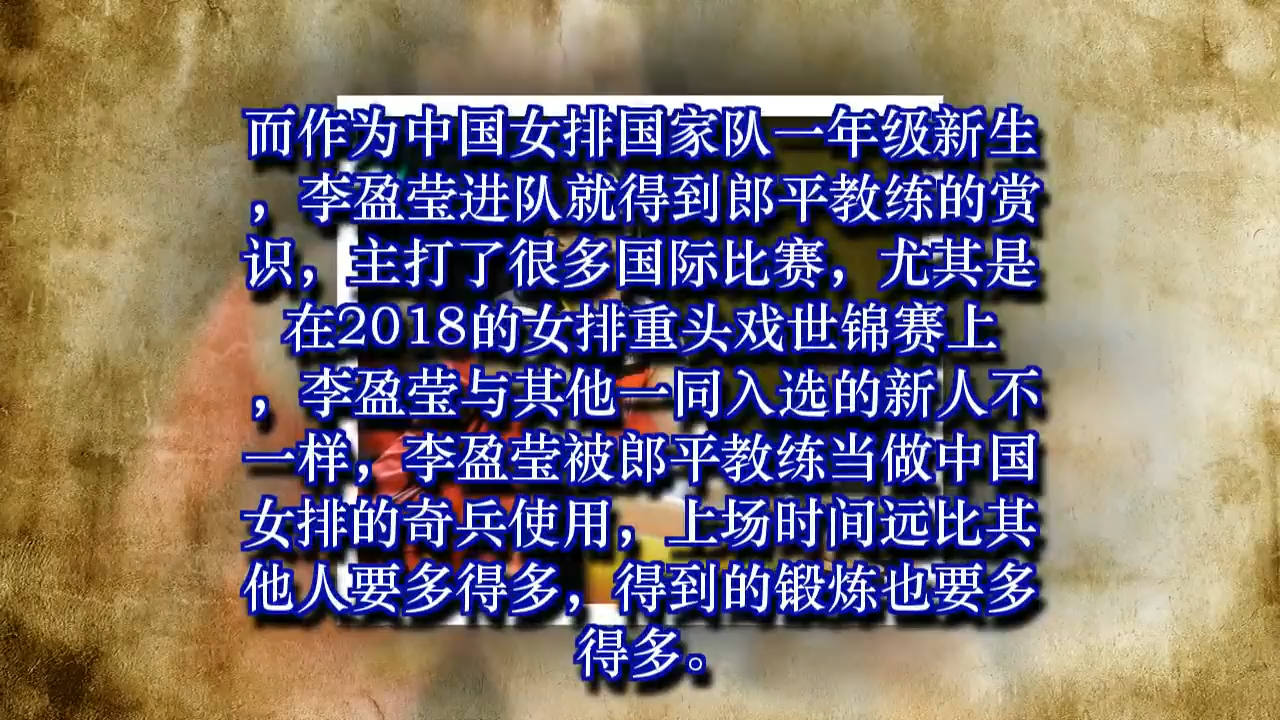 而作为中国女排国家队一年级新生
，李盈莹进队就得到郎平教练的赏
识，主打了很多国际比赛，尤其是
在2018的女排重头戏世锦赛上
，李盈莹与其他一同入选的新人不
一样，李盈莹被郎平教练当做中国
女排的奇兵使用，上场时间远比其
他人要多得多，得到的锻炼也要多
得多。